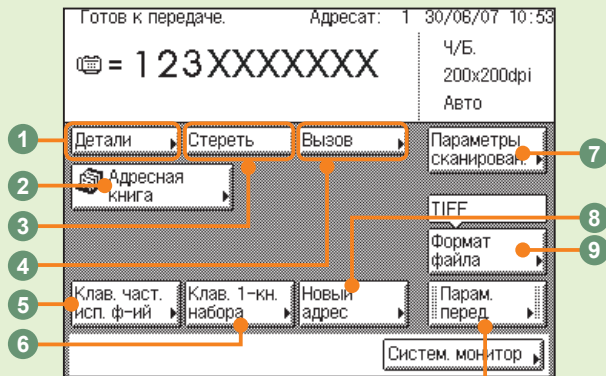 Готов к передаче. Адресат: 1 30/06/07 10:53
= 123XXXXXXX
Ч/Б.
200x200dpi
Авто
1
Детали
Стереть
Вызов
Параметры
сканирован.
7
2
Адресная
книга
3
TIFF
8
4
Формат
файла
9
5
Клав. част.
исп. ф-ий
Клав. 1-кн.
набора
Новый
адрес
Парам.
перед.
6
Систем. монитор